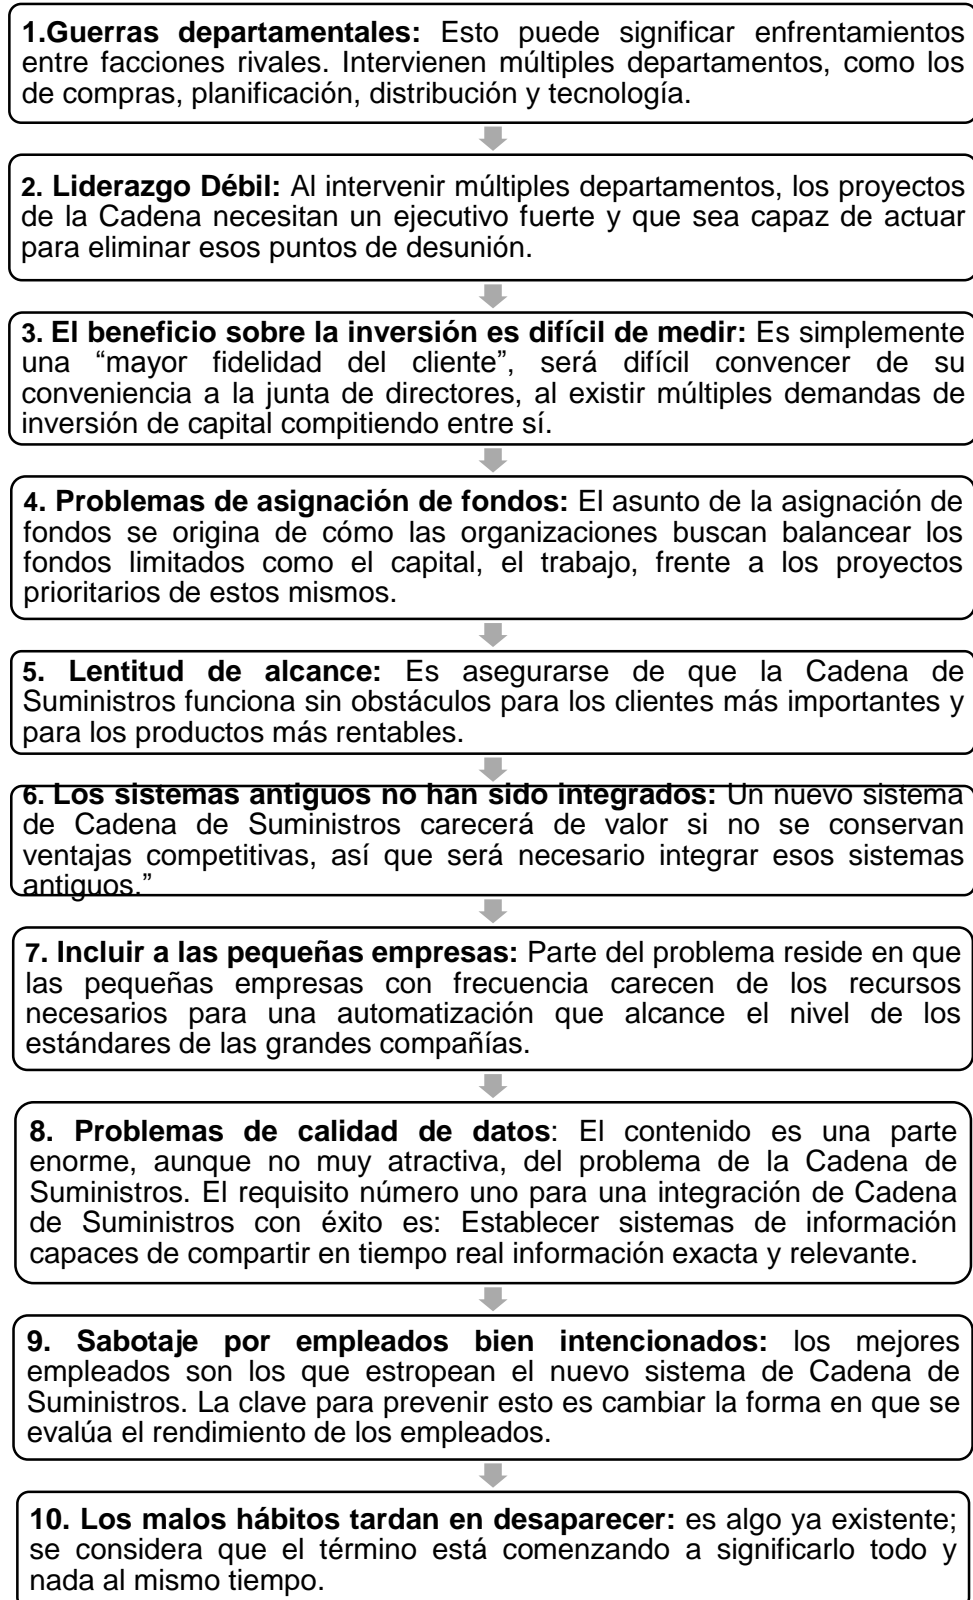 1.Guerras departamentales: Esto puede significar enfrentamientos
entre facciones rivales. Intervienen múltiples departamentos, como los
de compras, planificación, distribución y tecnología.
2. Liderazgo Débil: Al intervenir múltiples departamentos, los proyectos
de la Cadena necesitan un ejecutivo fuerte y que sea capaz de actuar
para eliminar esos puntos de desunión.
3. El beneficio sobre la inversión es difícil de medir: Es simplemente
una “mayor fidelidad del cliente”, será difícil convencer de su
conveniencia a la junta de directores, al existir múltiples demandas de
inversión de capital compitiendo entre sí.
4. Problemas de asignación de fondos: El asunto de la asignación de
fondos se origina de cómo las organizaciones buscan balancear los
fondos limitados como el capital, el trabajo, frente a los proyectos
prioritarios de estos mismos.
5. Lentitud de alcance: Es asegurarse de que la Cadena de
Suministros funciona sin obstáculos para los clientes más importantes y
para los productos más rentables.
6. Los sistemas antiguos no han sido integrados: Un nuevo sistema
de Cadena de Suministros carecerá de valor si no se conservan
ventajas competitivas, así que será necesario integrar esos sistemas
antiguos.”
7. Incluir a las pequeñas empresas: Parte del problema reside en que
las pequeñas empresas con frecuencia carecen de los recursos
necesarios para una automatización que alcance el nivel de los
estándares de las grandes compañías.
8. Problemas de calidad de datos: El contenido es una parte
enorme, aunque no muy atractiva, del problema de la Cadena de
Suministros. El requisito número uno para una integración de Cadena
de Suministros con éxito es: Establecer sistemas de información
capaces de compartir en tiempo real información exacta y relevante.
9. Sabotaje por empleados bien intencionados: los mejores
empleados son los que estropean el nuevo sistema de Cadena de
Suministros. La clave para prevenir esto es cambiar la forma en que se
evalúa el rendimiento de los empleados.
10. Los malos hábitos tardan en desaparecer: es algo ya existente;
se considera que el término está comenzando a significarlo todo y
nada al mismo tiempo.